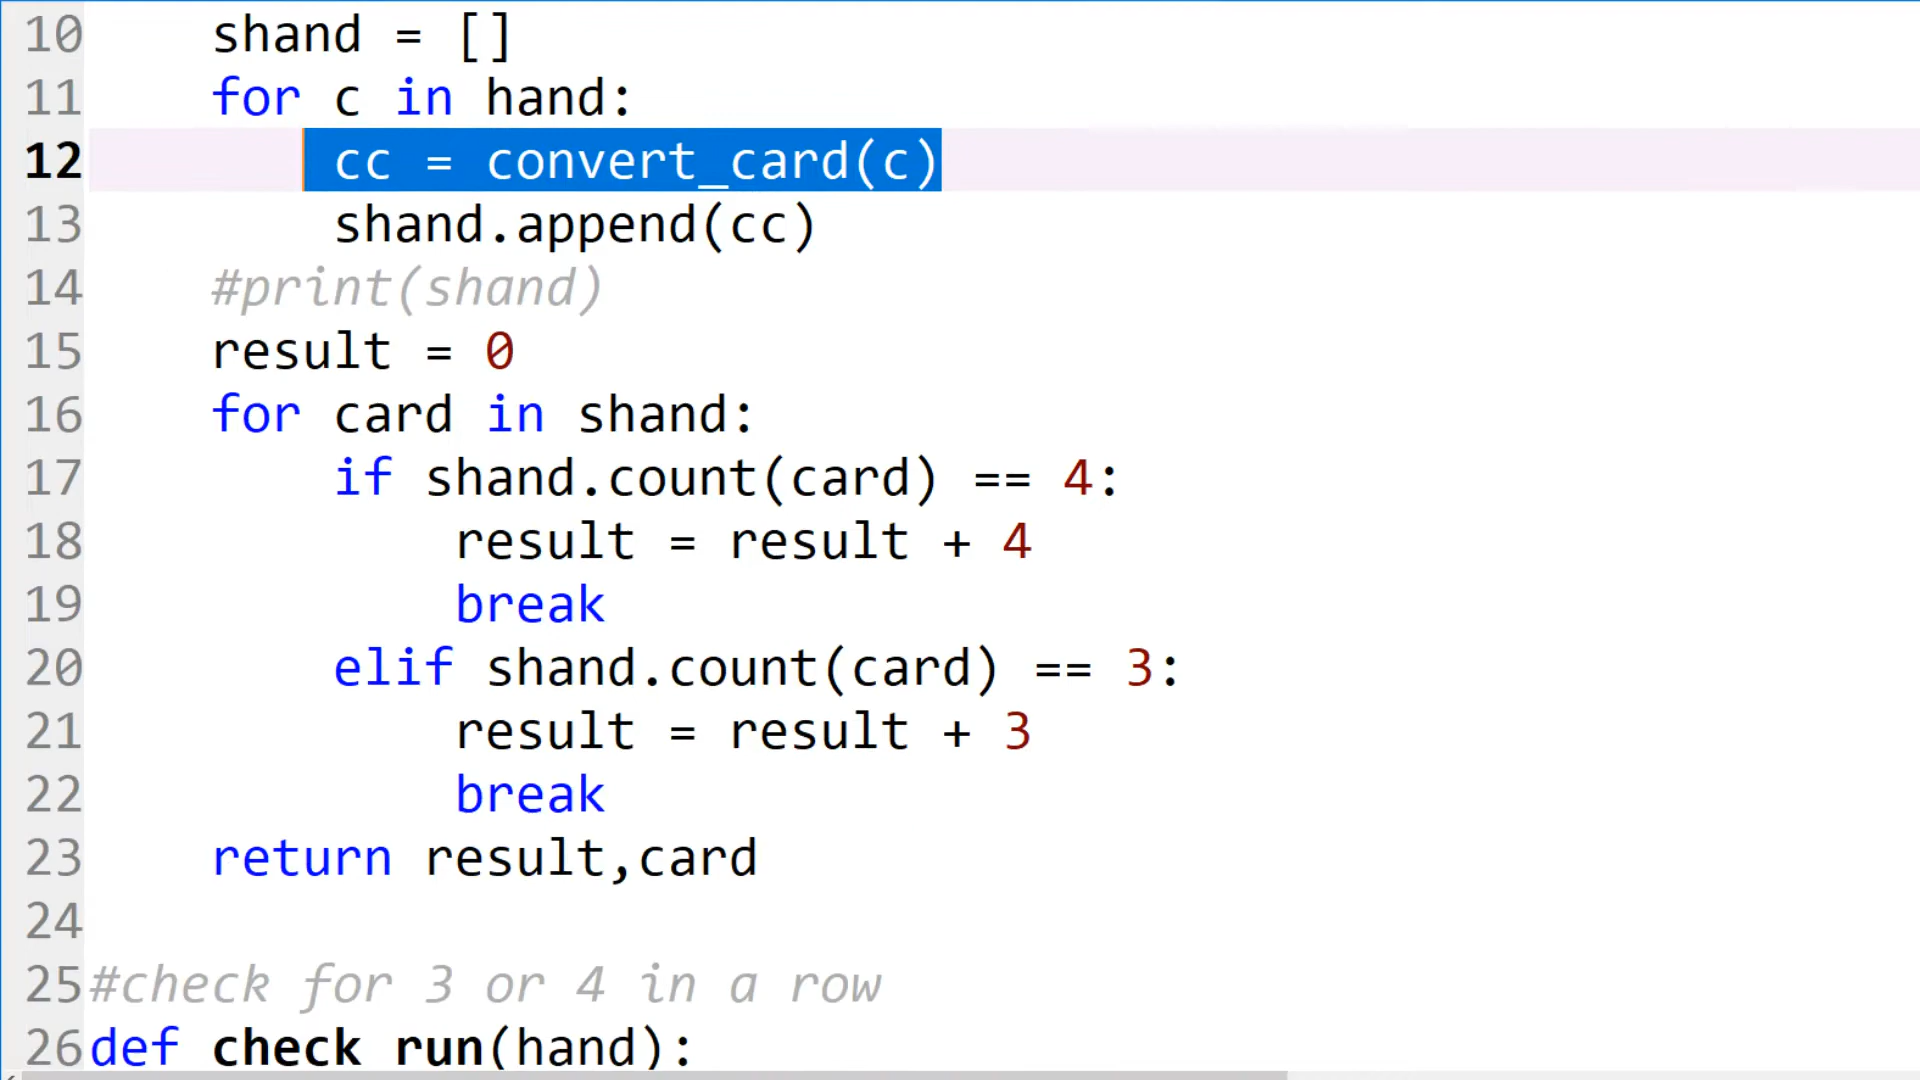 10    shand = []
11    for c in hand:
12        cc = convert_card(c)
13        shand.append(cc)
14    #print(shand)
15    result = 0
16    for card in shand:
17        if shand.count(card) == 4:
18            result = result + 4
19            break
20        elif shand.count(card) == 3:
21            result = result + 3
22            break
23    return result,card
24
25 #check for 3 or 4 in a row
26 def check run(hand):